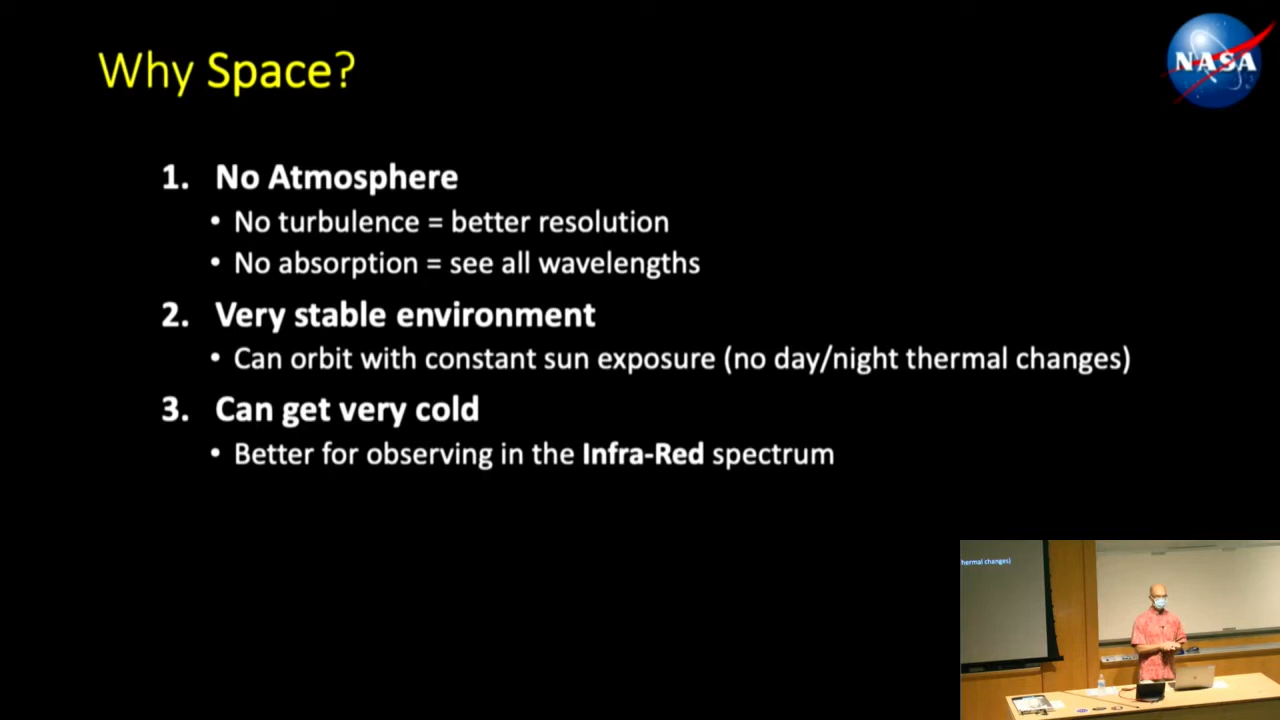 Why Space?
NASA
1. No Atmosphere
• No turbulence = better resolution
• No absorption = see all wavelengths
2. Very stable environment
• Can orbit with constant sun exposure (no day/night thermal changes)
3. Can get very cold
• Better for observing in the Infra-Red spectrum
hermal changes)